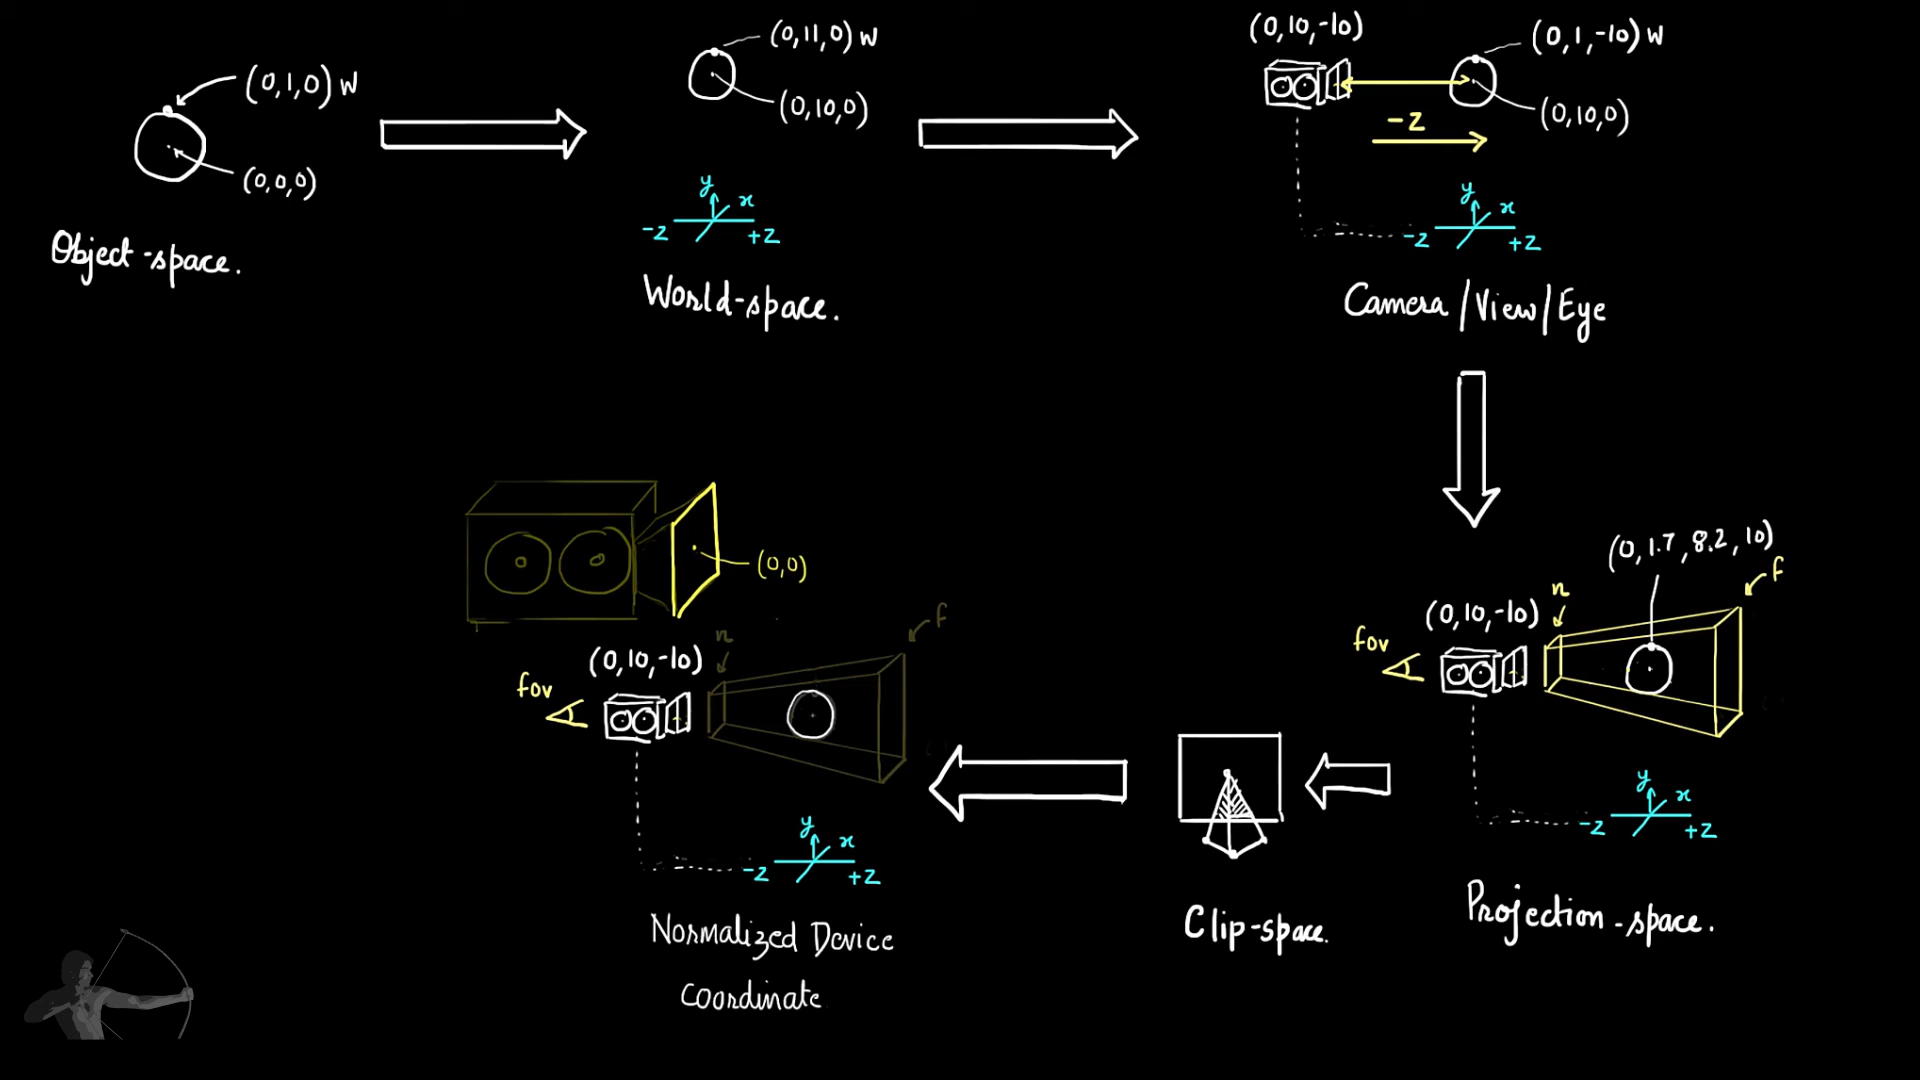 (0,1,0) W
(0,0,0)
Object-space.
(0,11,0) W
(0,10,0)
y
x
-z
+z
World-space.
(0,10,-10)
(0,1,-10) W
-z
(0,10,0)
y
x
-z
+z
Camera/View/Eye
(0,1.7,8.2,10)
f
n
(0,10,-10)
fov
y
x
-z
+z
Projection-space.
Clip-space.
(0,0)
f
n
(0,10,-10)
fov
y
x
-z
+z
Normalized Device
Coordinate